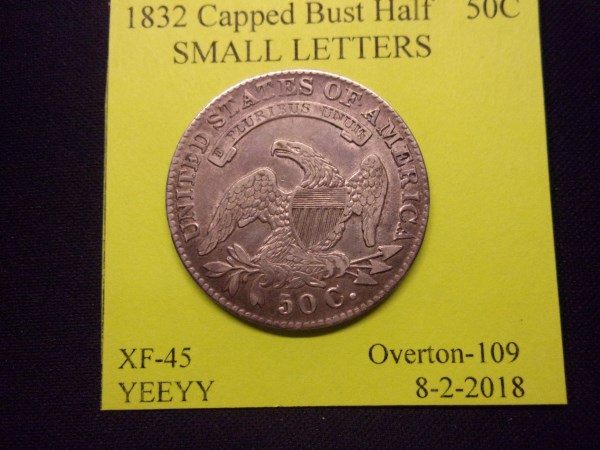 1832 Capped Bust Half 50C
SMALL LETTERS
UNITED STATES OF AMERICA
E PLURIBUS UNUM
50 C.
XF-45 Overton-109
YEEYY 8-2-2018